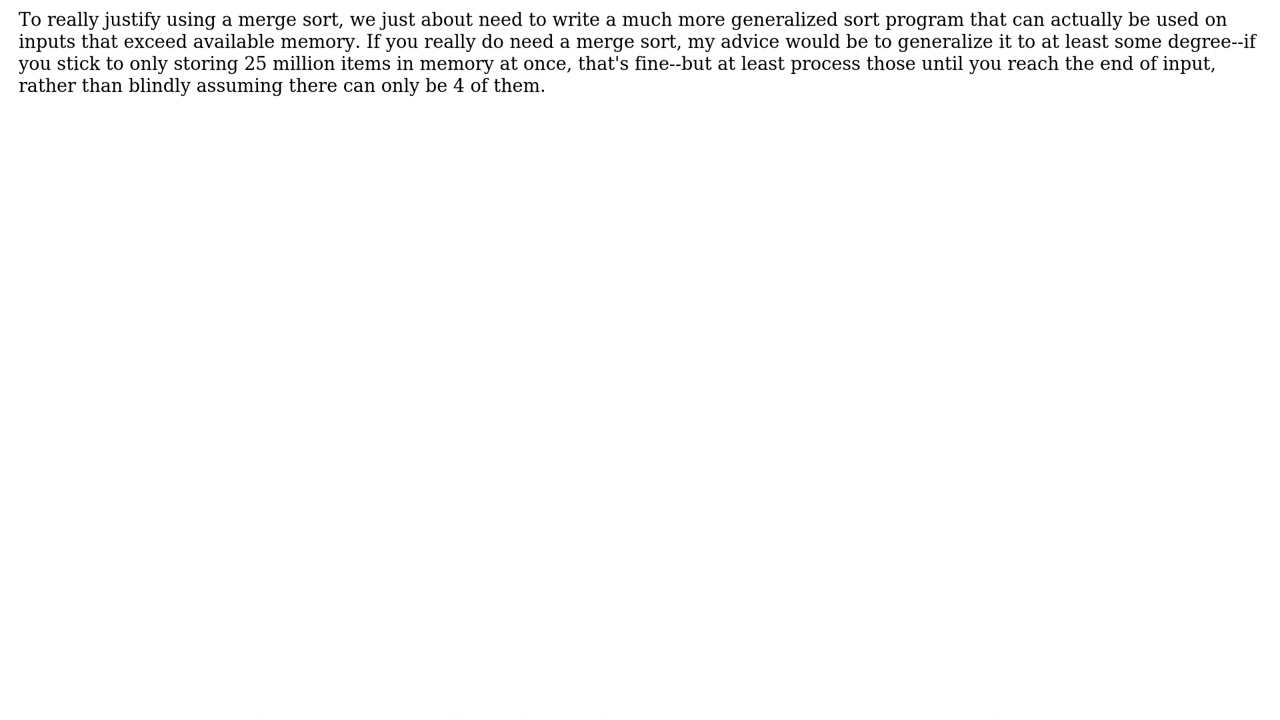 To really justify using a merge sort, we just about need to write a much more generalized sort program that can actually be used on
inputs that exceed available memory. If you really do need a merge sort, my advice would be to generalize it to at least some degree--if
you stick to only storing 25 million items in memory at once, that's fine--but at least process those until you reach the end of input,
rather than blindly assuming there can only be 4 of them.